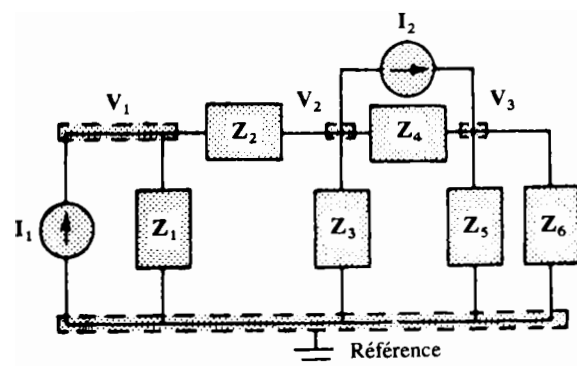 I₂
V₁
V₂
V₃
Z₂
Z₄
I₁
Z₁
Z₃
Z₅
Z₆
Référence